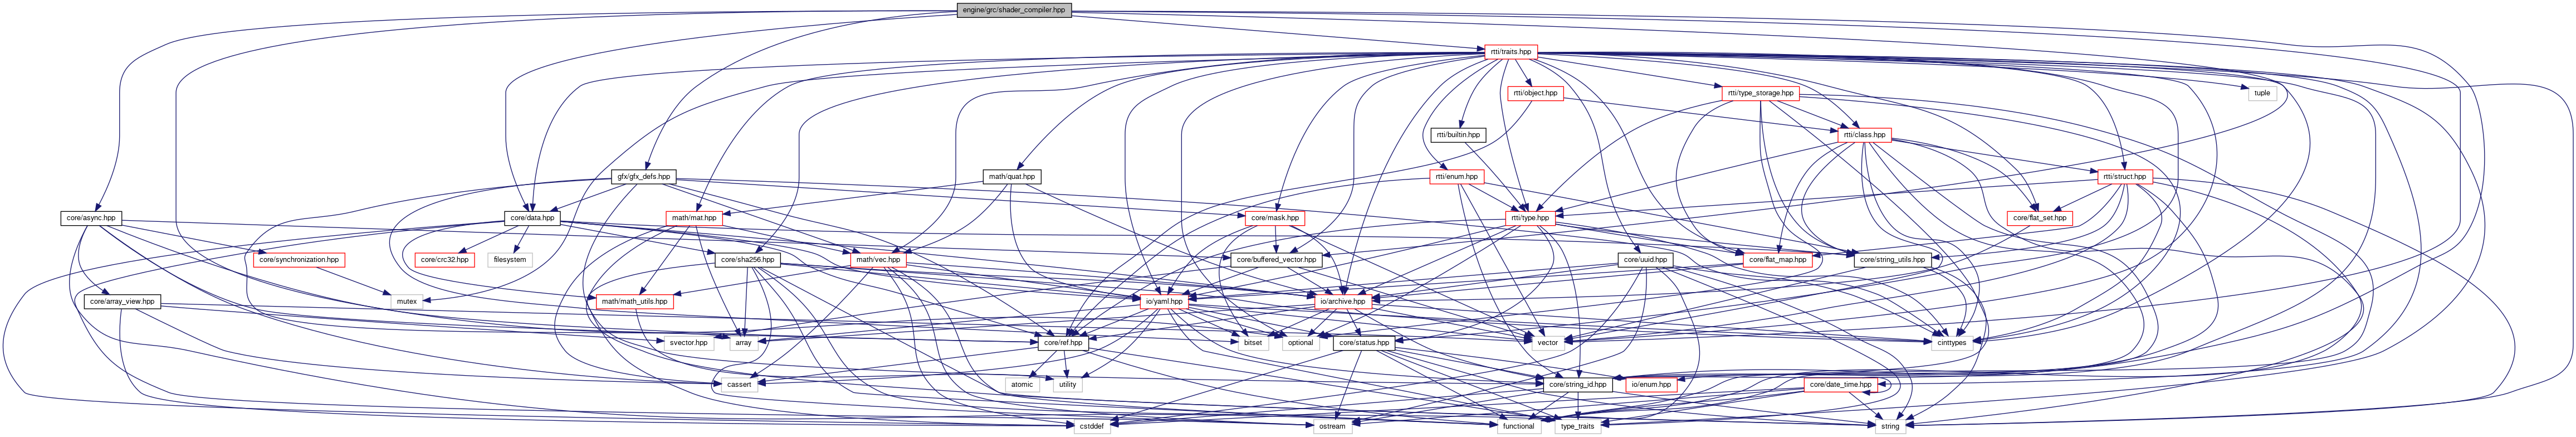 engine/grc/shader_compiler.hpp
rtti/traits.hpp
rtti/object.hpp
rtti/type_storage.hpp
tuple
rtti/builtin.hpp
rtti/class.hpp
gfx/gfx_defs.hpp
math/quat.hpp
rtti/enum.hpp
rtti/struct.hpp
core/async.hpp
core/data.hpp
math/mat.hpp
core/mask.hpp
rtti/type.hpp
core/flat_set.hpp
core/synchronization.hpp
core/crc32.hpp
filesystem
core/sha256.hpp
math/vec.hpp
core/buffered_vector.hpp
core/uuid.hpp
core/flat_map.hpp
core/string_utils.hpp
core/array_view.hpp
mutex
math/math_utils.hpp
io/yaml.hpp
io/archive.hpp
svector.hpp
array
core/ref.hpp
bitset
optional
core/status.hpp
vector
cinttypes
cassert
atomic
utility
core/string_id.hpp
io/enum.hpp
core/date_time.hpp
cstddef
ostream
functional
type_traits
string